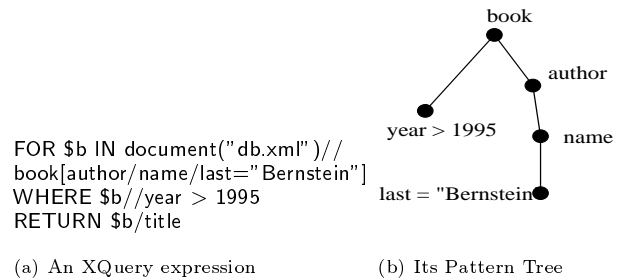 book
author
year > 1995
name
last = "Bernstein
FOR $b IN document("db.xml")//
book[author/name/last="Bernstein"]
WHERE $b//year > 1995
RETURN $b/title
(a) An XQuery expression
(b) Its Pattern Tree